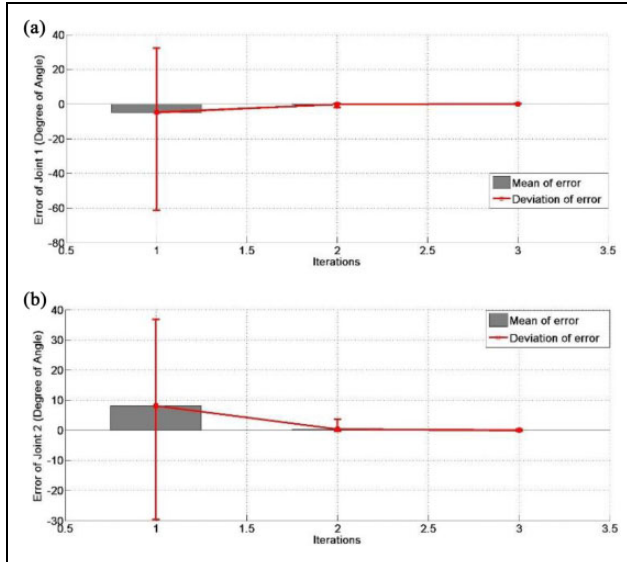 (a)
Error of Joint 1 (Degree of Angle)
40
20
0
-20
-40
-60
-80
0.5
1
1.5
2
2.5
3
3.5
Iterations
Mean of error
Deviation of error
(b)
Error of Joint 2 (Degree of Angle)
40
30
20
10
0
-10
-20
-30
0.5
1
1.5
2
2.5
3
3.5
Iterations
Mean of error
Deviation of error